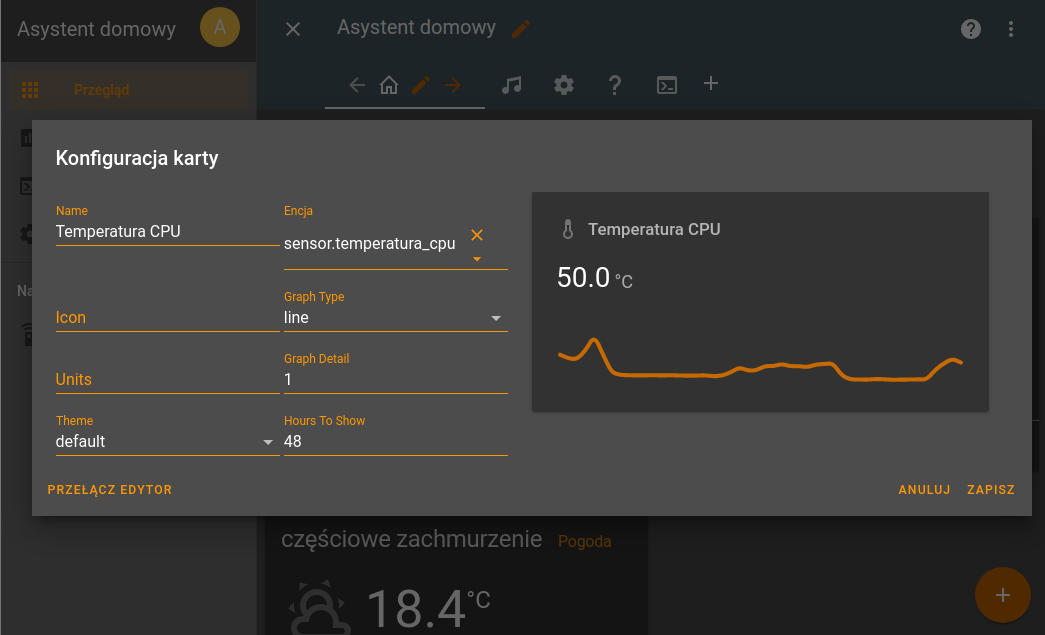 Asystent domowy
A
Asystent domowy
Przegląd
Konfiguracja karty
Name
Temperatura CPU
Encja
sensor.temperatura_cpu
Icon
Graph Type
line
Units
Graph Detail
1
Theme
default
Hours To Show
48
Temperatura CPU
50.0 °C
PRZEŁĄCZ EDYTOR
ANULUJ
ZAPISZ
Na
częściowe zachmurzenie
Pogoda
18.4 °C